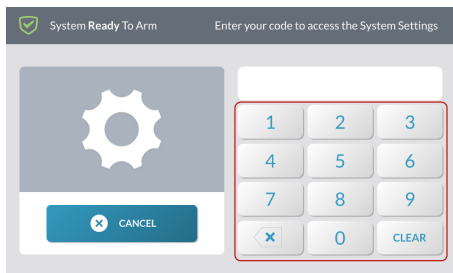 System Ready To Arm
Enter your code to access the System Settings
1 2 3
4 5 6
7 8 9
0 CLEAR
CANCEL